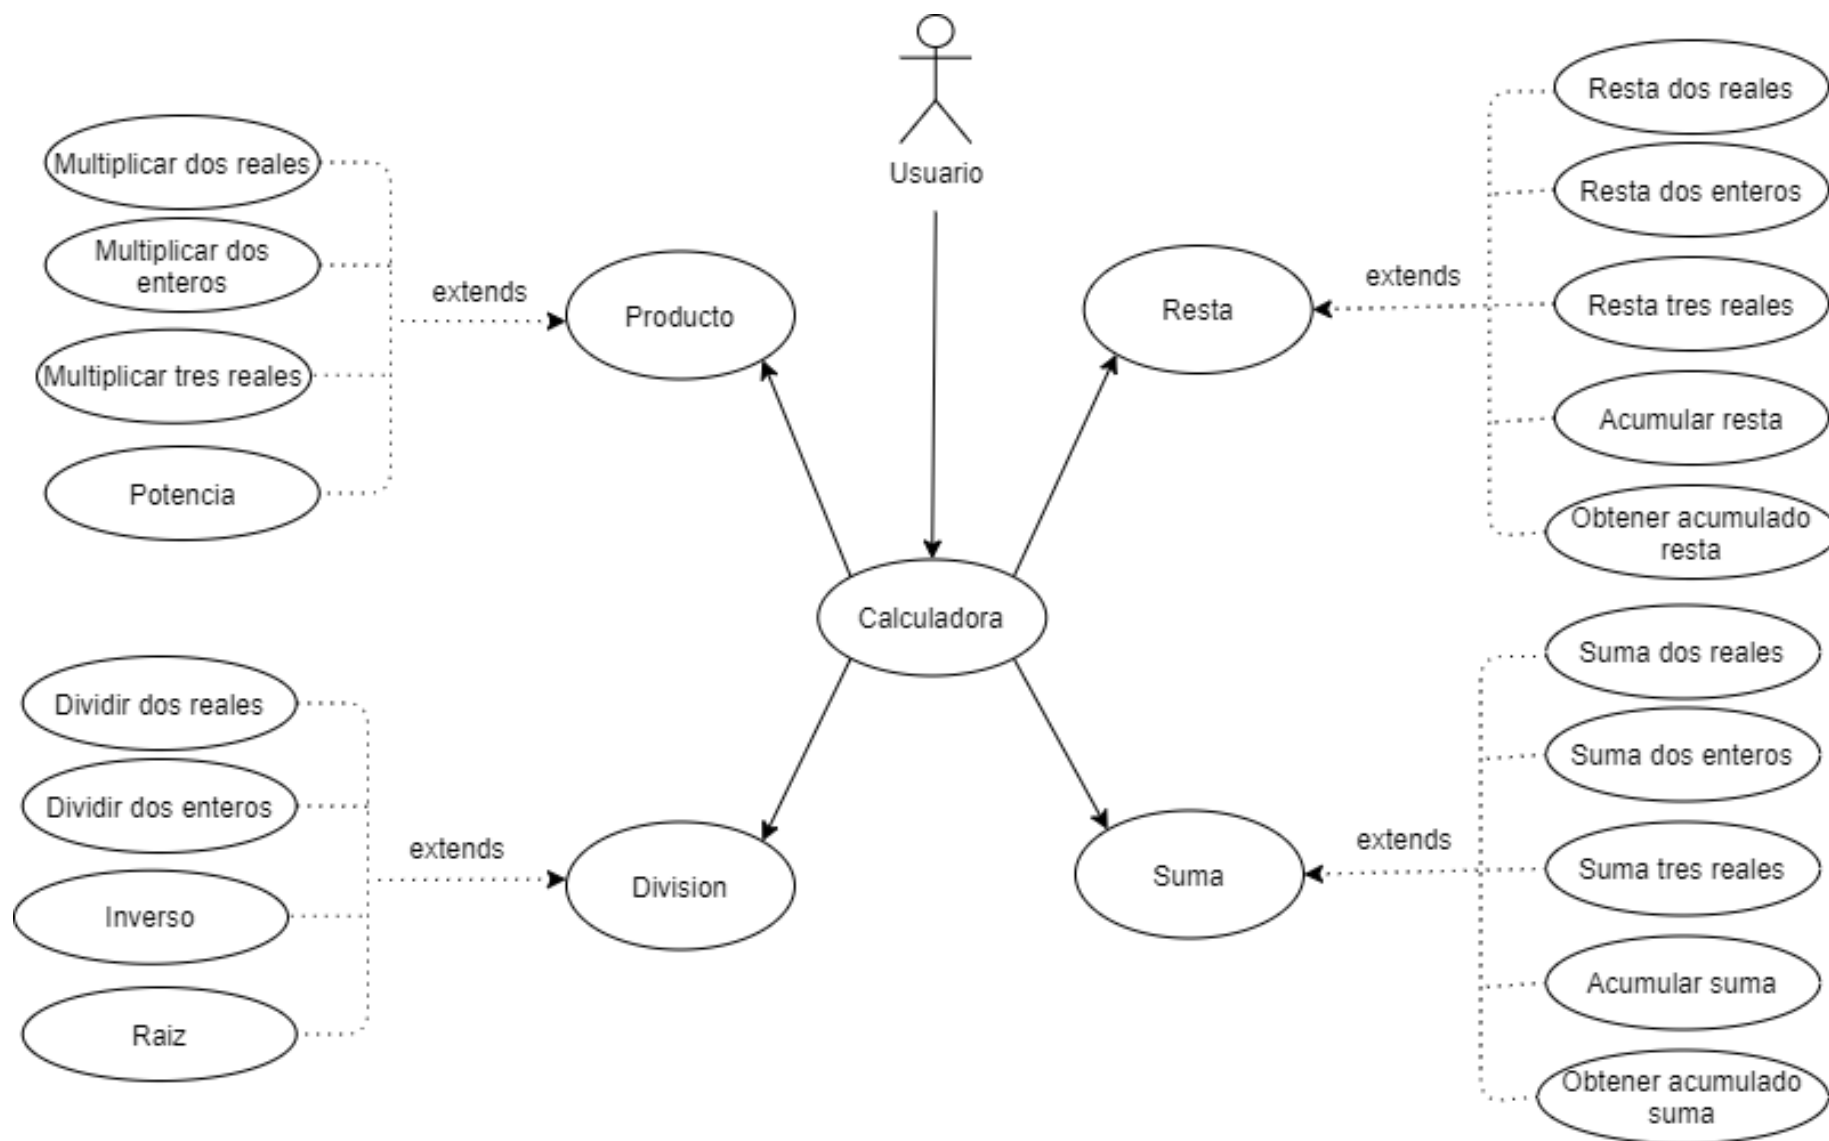 Usuario
Multiplicar dos reales
Multiplicar dos
enteros
Multiplicar tres reales
Potencia
extends
Producto
Resta
extends
Resta dos reales
Resta dos enteros
Resta tres reales
Acumular resta
Obtener acumulado
resta
Calculadora
Dividir dos reales
Dividir dos enteros
Inverso
Raiz
extends
Division
Suma
extends
Suma dos reales
Suma dos enteros
Suma tres reales
Acumular suma
Obtener acumulado
suma